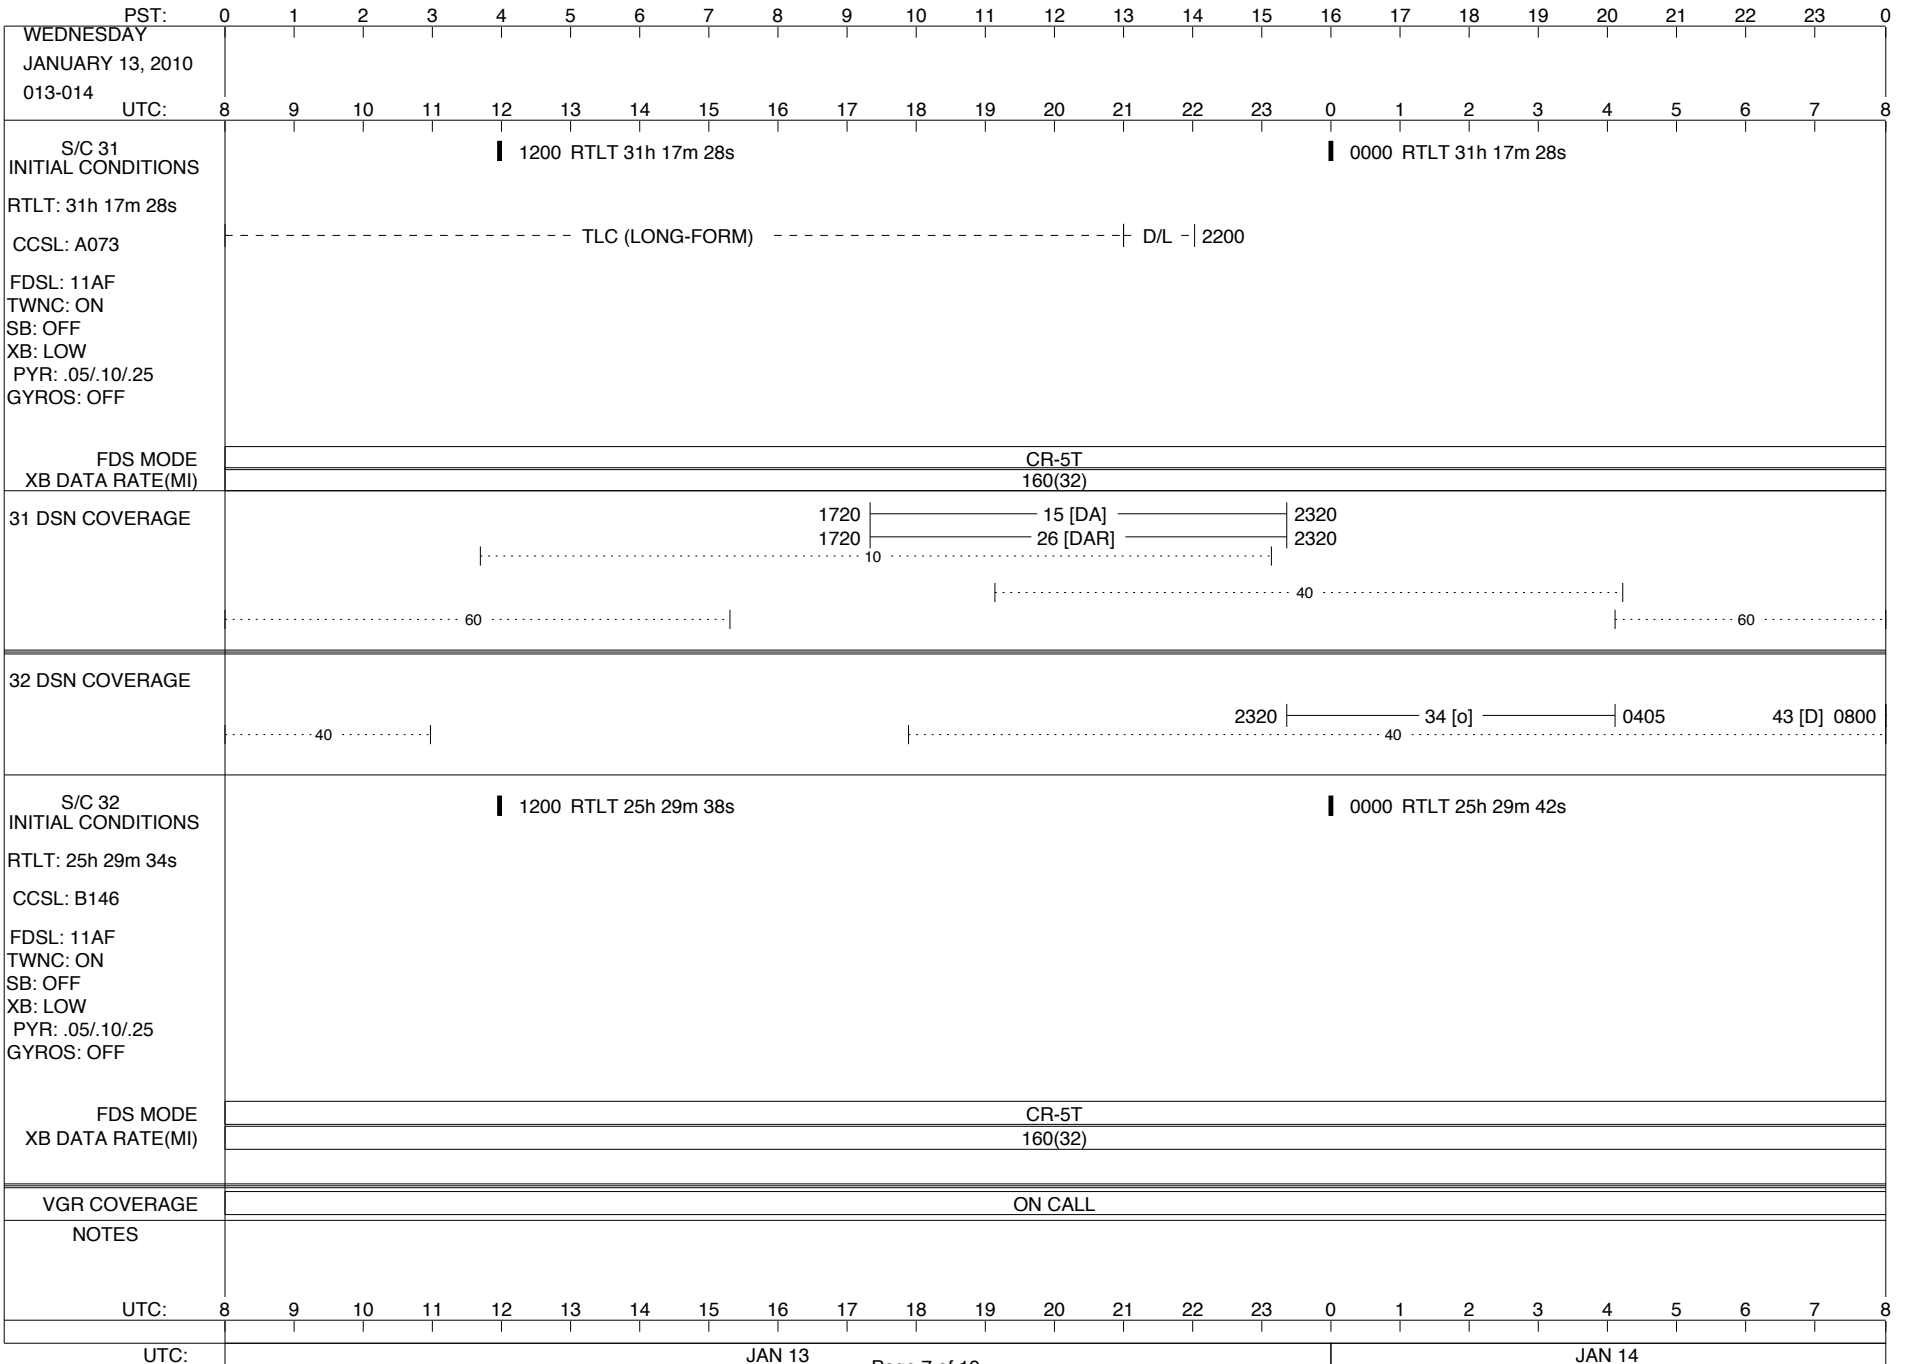 PST: 0 1 2 3 4 5 6 7 8 9 10 11 12 13 14 15 16 17 18 19 20 21 22 23 0
WEDNESDAY
JANUARY 13, 2010
013-014
UTC: 8 9 10 11 12 13 14 15 16 17 18 19 20 21 22 23 0 1 2 3 4 5 6 7 8
S/C 31
INITIAL CONDITIONS
1200 RTLT 31h 17m 28s 0000 RTLT 31h 17m 28s
RTLT: 31h 17m 28s
TLC (LONG-FORM) D/L 2200
CCSL: A073
FDSL: 11AF
TWNC: ON
SB: OFF
XB: LOW
PYR: .05/.10/.25
GYROS: OFF
FDS MODE CR-5T
XB DATA RATE(MI) 160(32)
31 DSN COVERAGE 1720 15 [DA] 2320
1720 26 [DAR] 2320
10
40
60 60
32 DSN COVERAGE
2320 34 [o] 0405 43 [D] 0800
40 40
S/C 32
INITIAL CONDITIONS
1200 RTLT 25h 29m 38s 0000 RTLT 25h 29m 42s
RTLT: 25h 29m 34s
CCSL: B146
FDSL: 11AF
TWNC: ON
SB: OFF
XB: LOW
PYR: .05/.10/.25
GYROS: OFF
FDS MODE CR-5T
XB DATA RATE(MI) 160(32)
VGR COVERAGE ON CALL
NOTES
UTC: 8 9 10 11 12 13 14 15 16 17 18 19 20 21 22 23 0 1 2 3 4 5 6 7 8
UTC: JAN 13 JAN 14